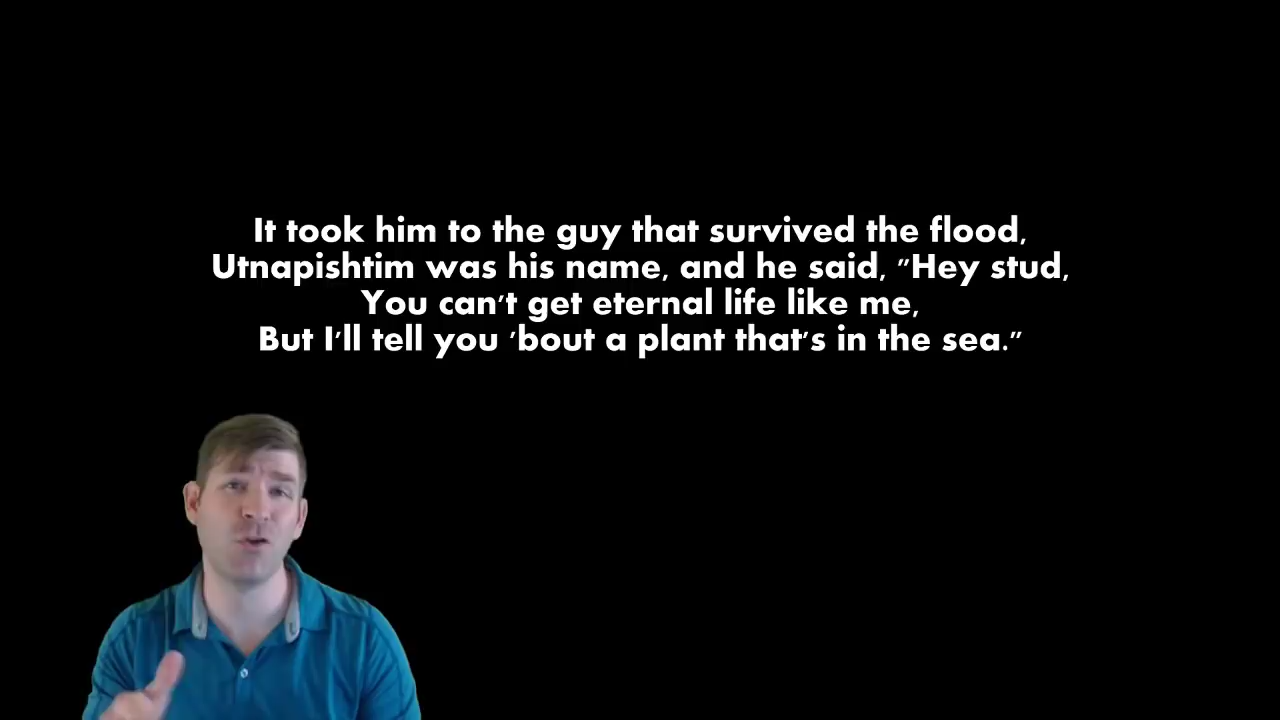 It took him to the guy that survived the flood,
Utnapishtim was his name, and he said, "Hey stud,
You can't get eternal life like me,
But I'll tell you 'bout a plant that's in the sea."